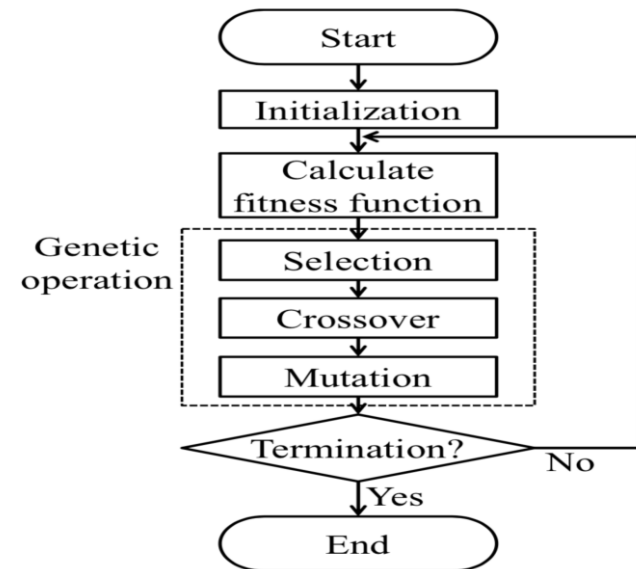 Start
Initialization
Calculate
fitness function
Genetic
operation
Selection
Crossover
Mutation
Termination?
No
Yes
End